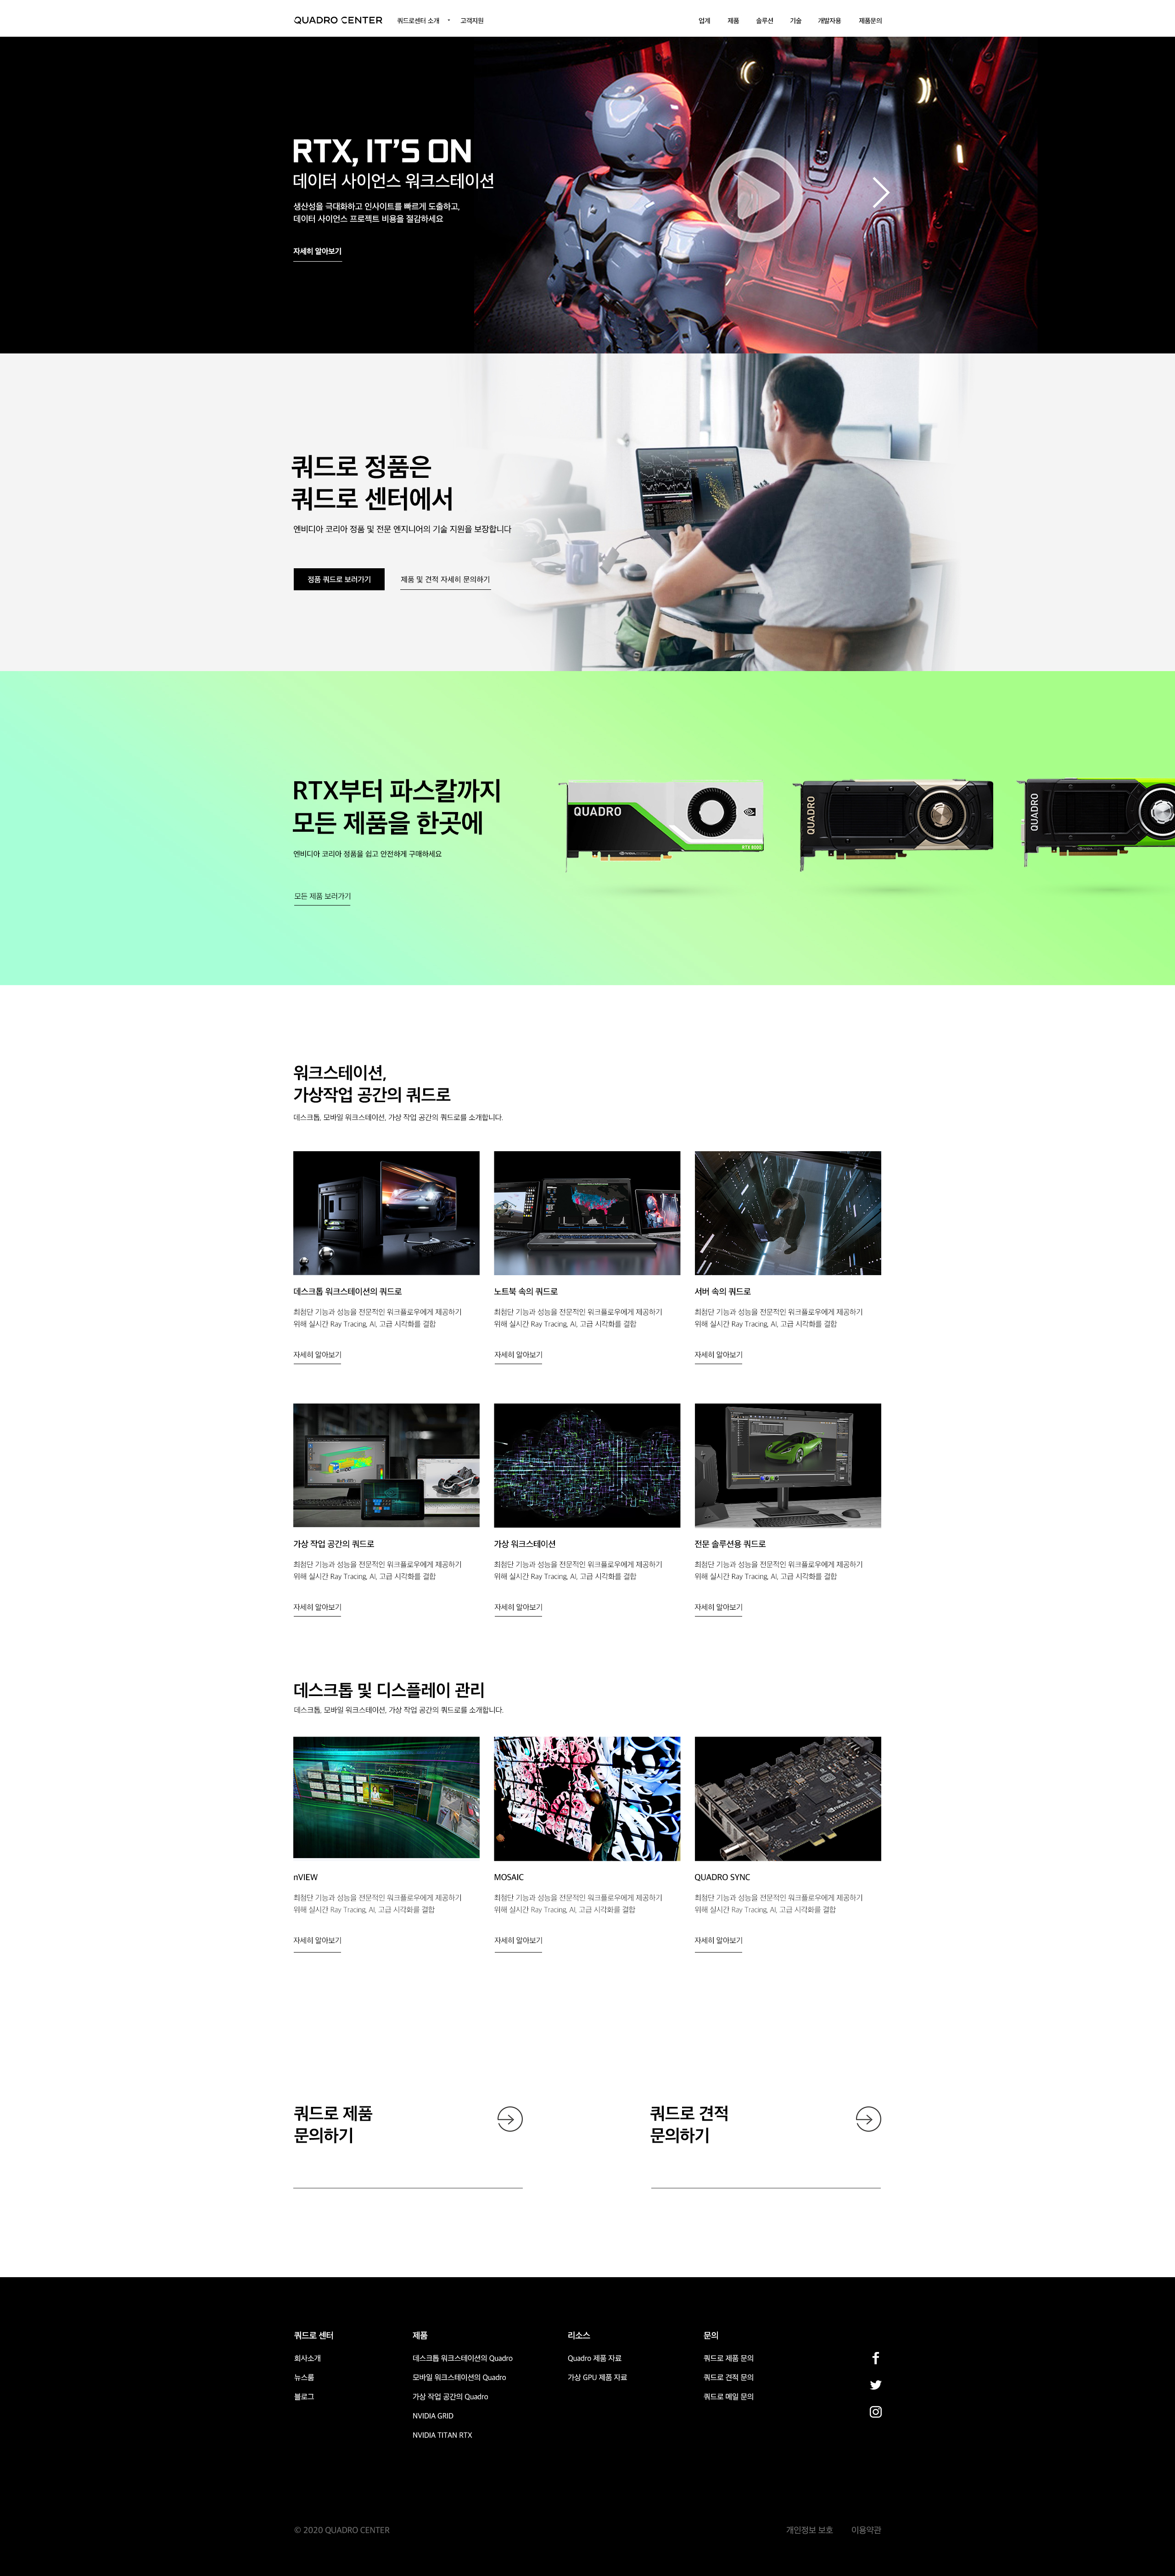 QUADRO CENTER
쿼드로센터 소개
고객지원
업계
제품
솔루션
기술
개발자용
제품문의
RTX, IT'S ON
데이터 사이언스 워크스테이션
생산성을 극대화하고 인사이트를 빠르게 도출하고,
데이터 사이언스 프로젝트 비용을 절감하세요
자세히 알아보기
쿼드로 정품은
쿼드로 센터에서
엔비디아 코리아 정품 및 전문 엔지니어의 기술 지원을 보장합니다
정품 쿼드로 보러가기
제품 및 견적 자세히 문의하기
RTX부터 파스칼까지
모든 제품을 한곳에
엔비디아 코리아 정품을 쉽고 안전하게 구매하세요
모든 제품 보러가기
QUADRO
RTX 8000
QUADRO
QUADRO
워크스테이션,
가상작업 공간의 쿼드로
데스크톱, 모바일 워크스테이션, 가상 작업 공간의 쿼드로를 소개합니다.
데스크톱 워크스테이션의 쿼드로
최첨단 기능과 성능을 전문적인 워크플로우에게 제공하기
위해 실시간 Ray Tracing, AI, 고급 시각화를 결합
자세히 알아보기
노트북 속의 쿼드로
최첨단 기능과 성능을 전문적인 워크플로우에게 제공하기
위해 실시간 Ray Tracing, AI, 고급 시각화를 결합
자세히 알아보기
서버 속의 쿼드로
최첨단 기능과 성능을 전문적인 워크플로우에게 제공하기
위해 실시간 Ray Tracing, AI, 고급 시각화를 결합
자세히 알아보기
가상 작업 공간의 쿼드로
최첨단 기능과 성능을 전문적인 워크플로우에게 제공하기
위해 실시간 Ray Tracing, AI, 고급 시각화를 결합
자세히 알아보기
가상 워크스테이션
최첨단 기능과 성능을 전문적인 워크플로우에게 제공하기
위해 실시간 Ray Tracing, AI, 고급 시각화를 결합
자세히 알아보기
전문 솔루션용 쿼드로
최첨단 기능과 성능을 전문적인 워크플로우에게 제공하기
위해 실시간 Ray Tracing, AI, 고급 시각화를 결합
자세히 알아보기
데스크톱 및 디스플레이 관리
데스크톱, 모바일 워크스테이션, 가상 작업 공간의 쿼드로를 소개합니다.
nVIEW
최첨단 기능과 성능을 전문적인 워크플로우에게 제공하기
위해 실시간 Ray Tracing, AI, 고급 시각화를 결합
자세히 알아보기
MOSAIC
최첨단 기능과 성능을 전문적인 워크플로우에게 제공하기
위해 실시간 Ray Tracing, AI, 고급 시각화를 결합
자세히 알아보기
QUADRO SYNC
최첨단 기능과 성능을 전문적인 워크플로우에게 제공하기
위해 실시간 Ray Tracing, AI, 고급 시각화를 결합
자세히 알아보기
쿼드로 제품
문의하기
쿼드로 견적
문의하기
쿼드로 센터
회사소개
뉴스룸
블로그
제품
데스크톱 워크스테이션의 Quadro
모바일 워크스테이션의 Quadro
가상 작업 공간의 Quadro
NVIDIA GRID
NVIDIA TITAN RTX
리소스
Quadro 제품 자료
가상 GPU 제품 자료
문의
쿼드로 제품 문의
쿼드로 견적 문의
쿼드로 메일 문의
© 2020 QUADRO CENTER
개인정보 보호
이용약관